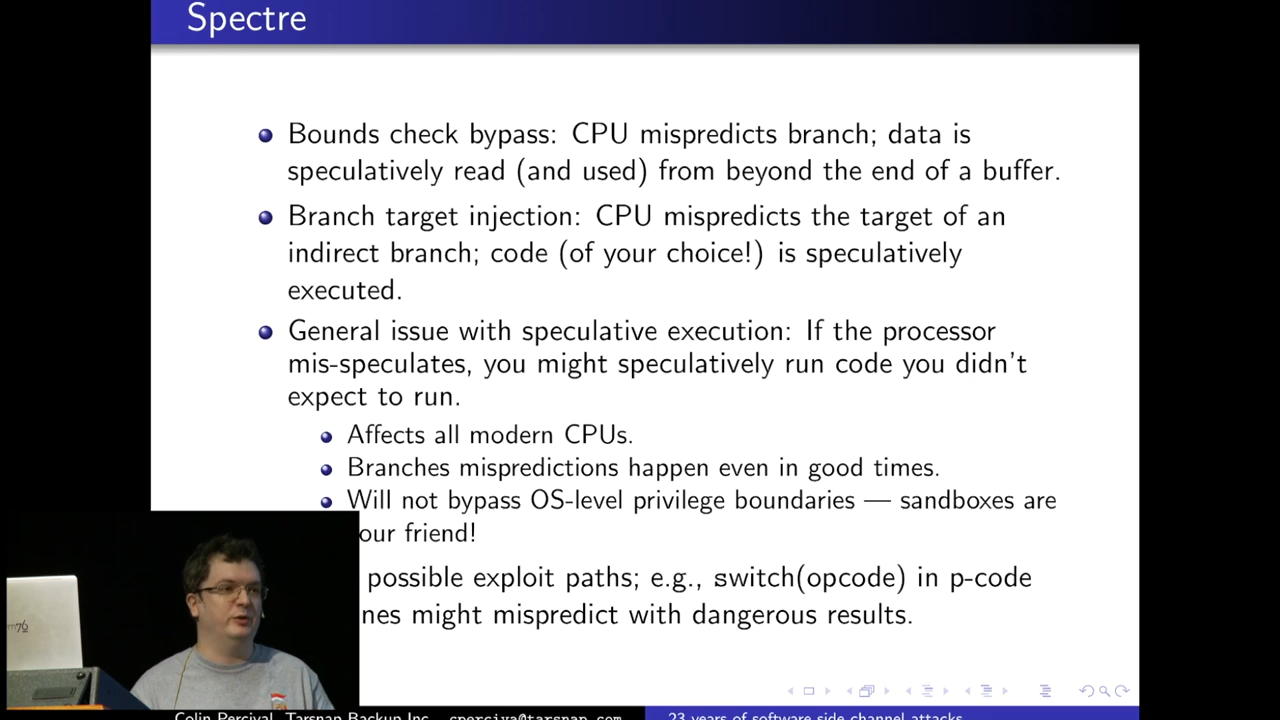 Spectre
Bounds check bypass: CPU mispredicts branch; data is
speculatively read (and used) from beyond the end of a buffer.
Branch target injection: CPU mispredicts the target of an
indirect branch; code (of your choice!) is speculatively
executed.
General issue with speculative execution: If the processor
mis-speculates, you might speculatively run code you didn't
expect to run.
Affects all modern CPUs.
Branches mispredictions happen even in good times.
Will not bypass OS-level privilege boundaries — sandboxes are
our friend!
possible exploit paths; e.g., switch(opcode) in p-code
nes might mispredict with dangerous results.
Colin Percival, Tarsnap Backup Inc. cperciva@tarsnap.com
23 years of software side channel attacks